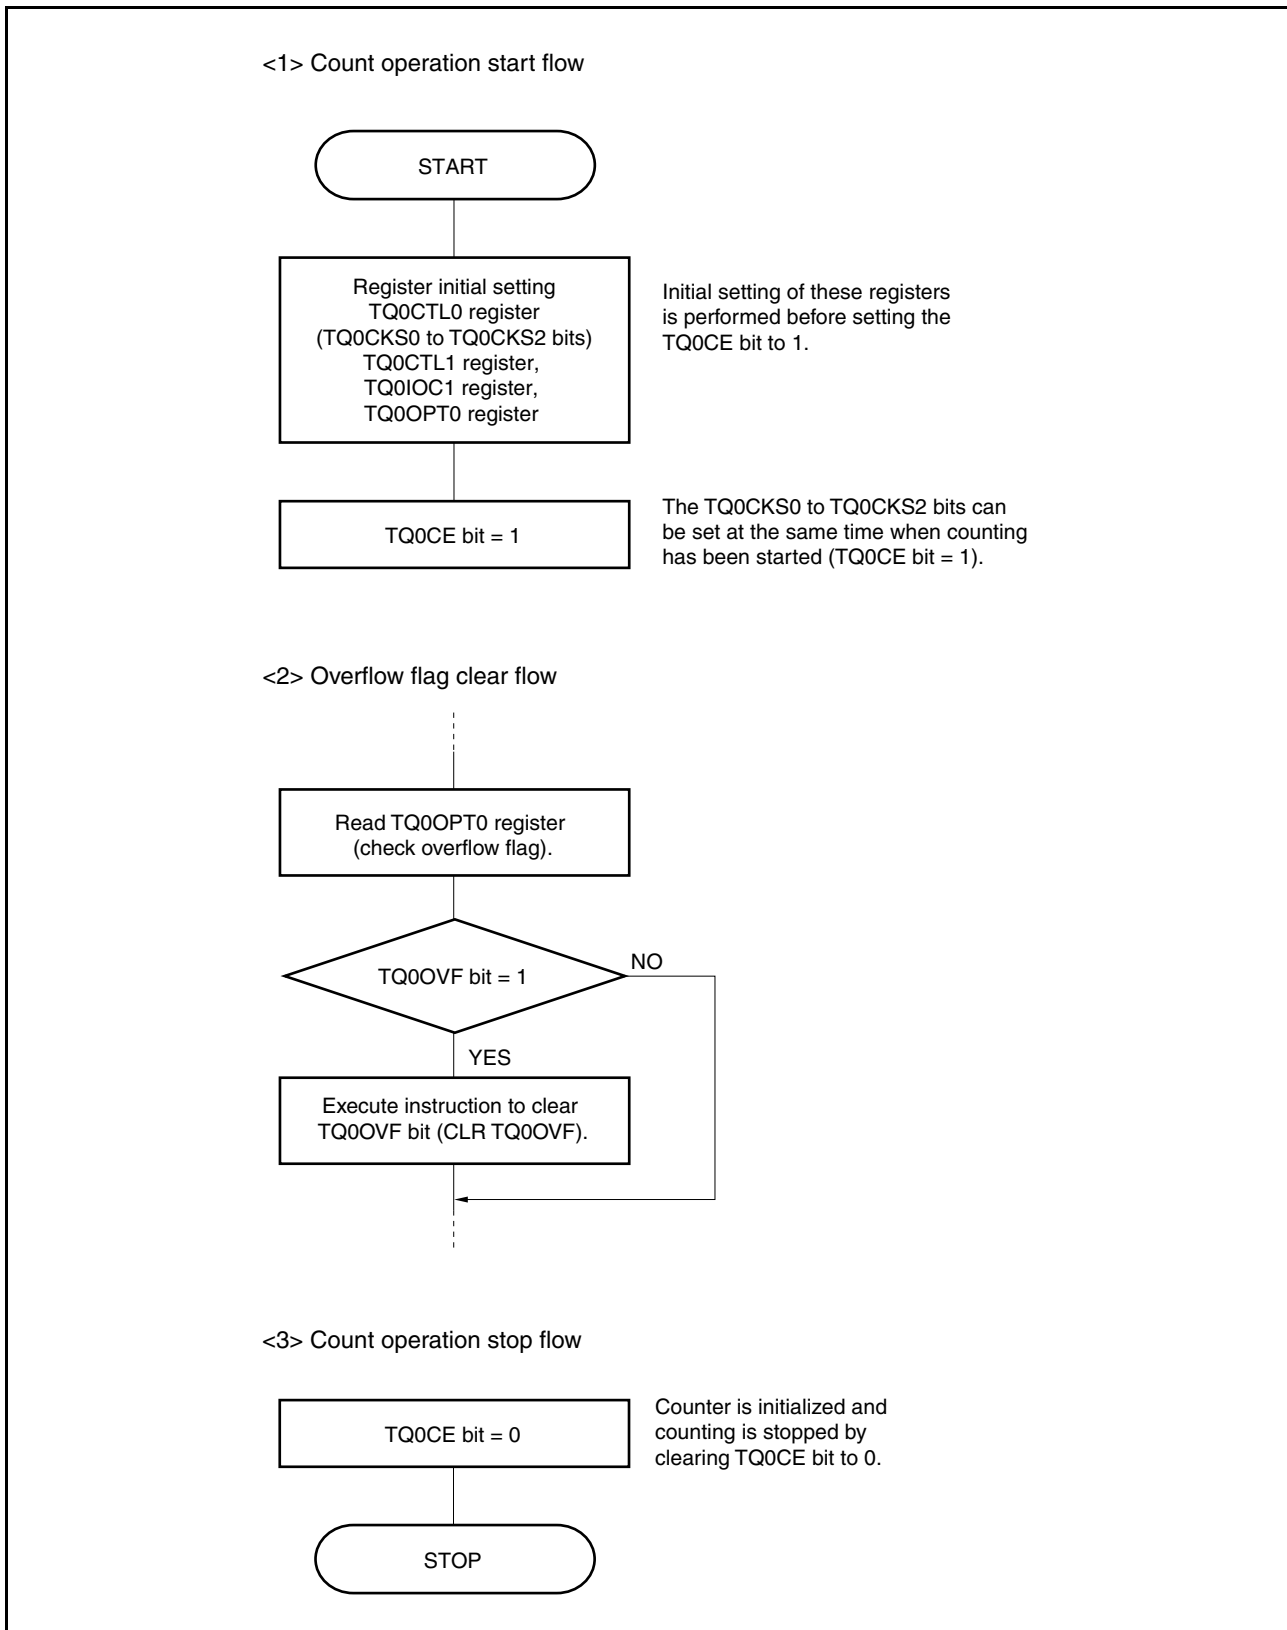 <1> Count operation start flow
START
Register initial setting
TQ0CTL0 register
(TQ0CKS0 to TQ0CKS2 bits)
TQ0CTL1 register,
TQ0IOC1 register,
TQ0OPT0 register
Initial setting of these registers
is performed before setting the
TQ0CE bit to 1.
TQ0CE bit = 1
The TQ0CKS0 to TQ0CKS2 bits can
be set at the same time when counting
has been started (TQ0CE bit = 1).
<2> Overflow flag clear flow
Read TQ0OPT0 register
(check overflow flag).
TQ0OVF bit = 1
NO
YES
Execute instruction to clear
TQ0OVF bit (CLR TQ0OVF).
<3> Count operation stop flow
TQ0CE bit = 0
Counter is initialized and
counting is stopped by
clearing TQ0CE bit to 0.
STOP